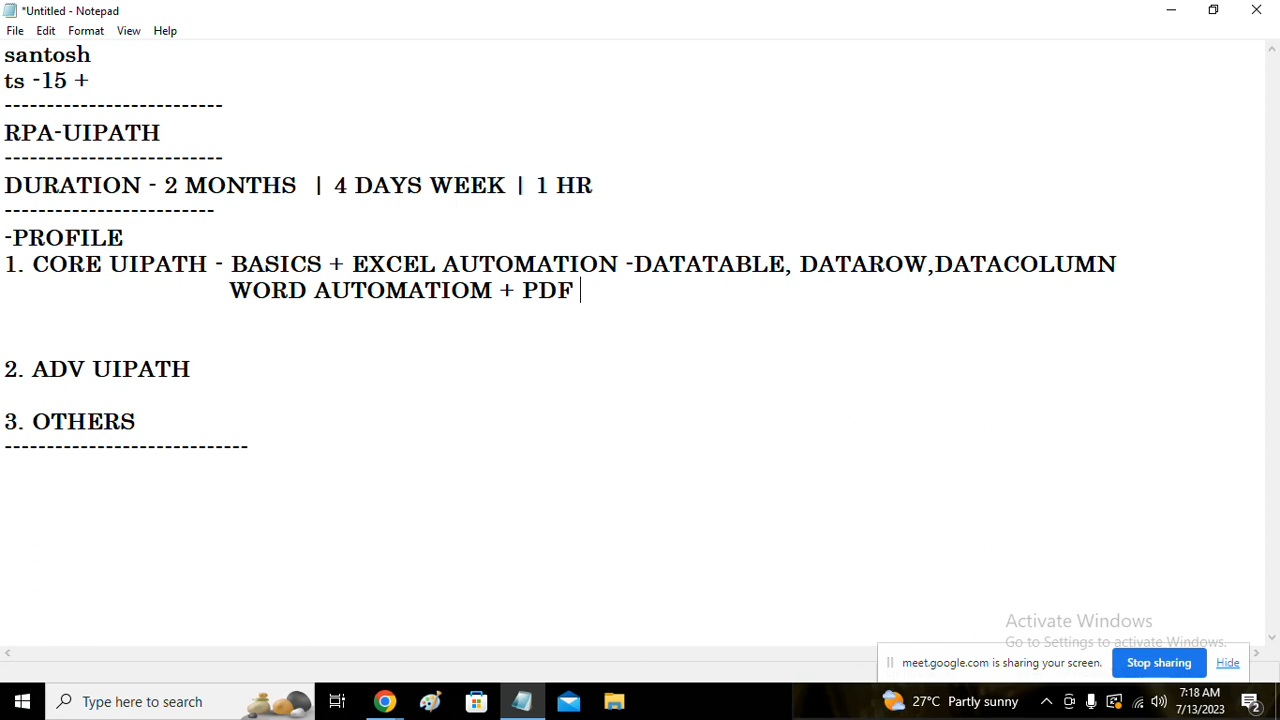 *Untitled - Notepad
File Edit Format View Help
santosh
ts -15 +
--------------------------
RPA-UIPATH
--------------------------
DURATION - 2 MONTHS | 4 DAYS WEEK | 1 HR
-------------------------
-PROFILE
1. CORE UIPATH - BASICS + EXCEL AUTOMATION -DATATABLE, DATAROW,DATACOLUMN
WORD AUTOMATIOM + PDF
2. ADV UIPATH
3. OTHERS
-----------------------------
Activate Windows
Go to Settings to activate Windows.
meet.google.com is sharing your screen. Stop sharing Hide
Type here to search
27°C Partly sunny
7:18 AM
7/13/2023
2